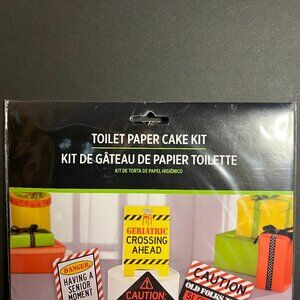 TOILET PAPER CAKE KIT
KIT DE GÂTEAU DE PAPIER TOILETTE
KIT DE TORTA DE PAPEL HIGIÉNICO
GERIATRIC
CROSSING
AHEAD
DANGER
HAVING A
SENIOR
MOMENT
CAUTION
OLD FOLKS
CAUTION: